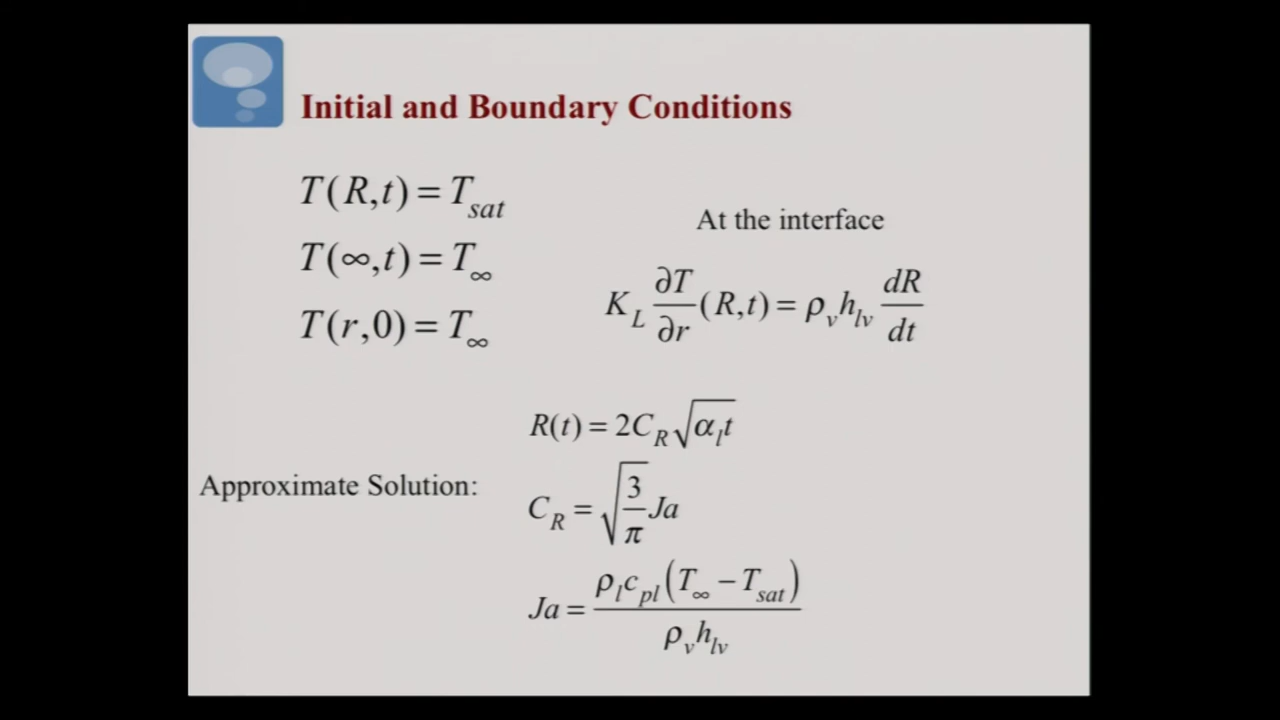 Initial and Boundary Conditions
T(R,t) = T_sat
T(∞,t) = T_∞
T(r,0) = T_∞
At the interface
K_L ∂T/∂r (R,t) = ρ_v h_lv dR/dt
Approximate Solution:
R(t) = 2C_R √(α_l t)
C_R = √(3/π) Ja
Ja = ρ_l c_pl (T_∞ − T_sat) / ρ_v h_lv